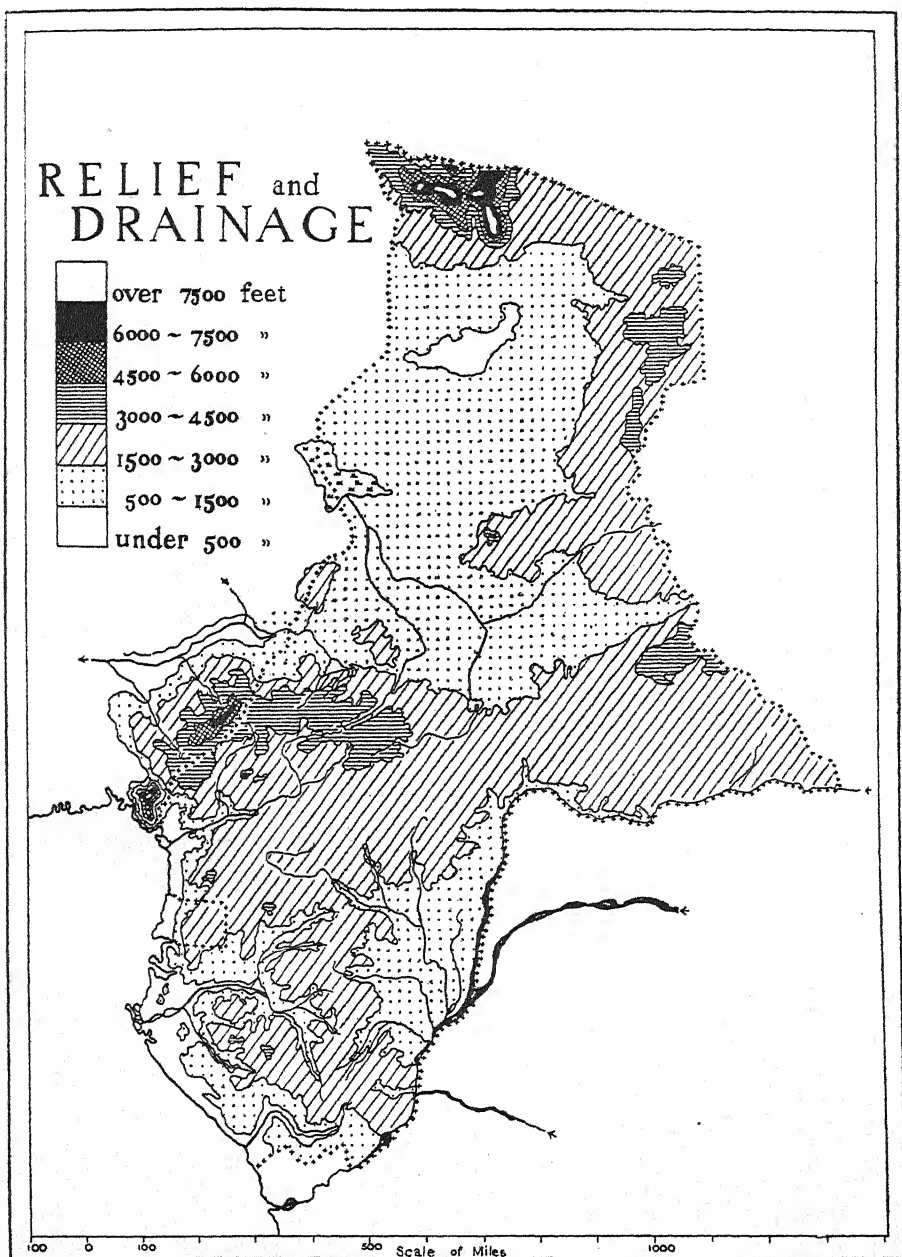 RELIEF and
DRAINAGE
over 7500 feet
6000 ~ 7500 "
4500 ~ 6000 "
3000 ~ 4500 "
1500 ~ 3000 "
500 ~ 1500 "
under 500 "
100 0 100 500 1000
Scale of Miles